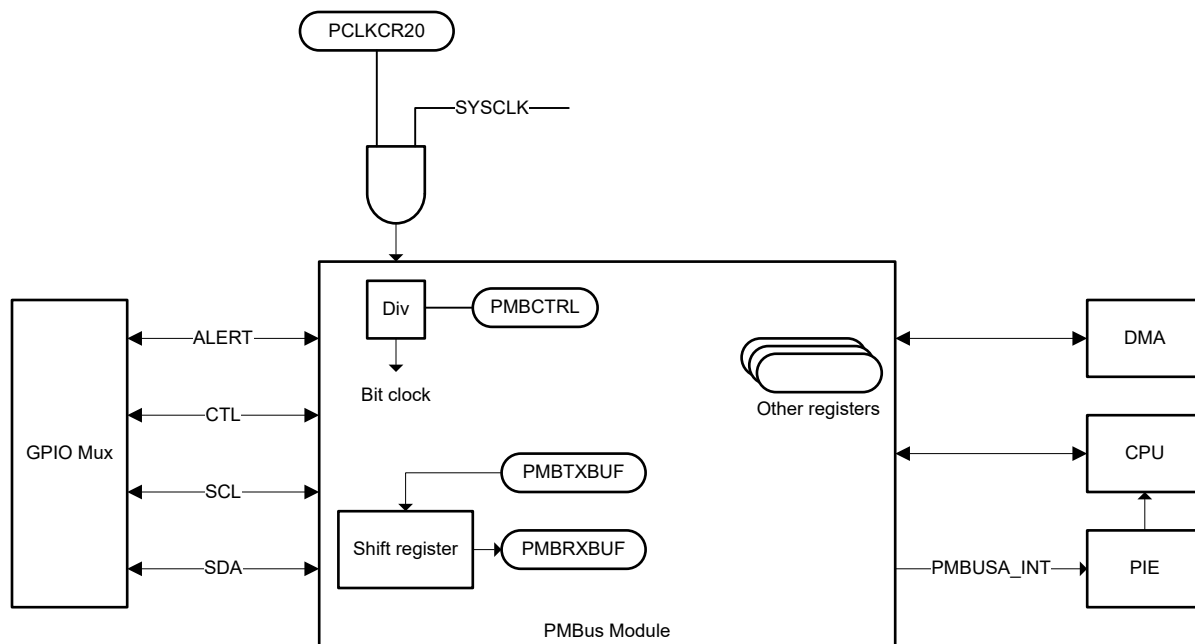 PCLKCR20
SYSCLK
Div
PMBCTRL
Bit clock
Other registers
ALERT
CTL
SCL
SDA
GPIO Mux
PMBTXBUF
Shift register
PMBRXBUF
PMBus Module
DMA
CPU
PMBUSA_INT
PIE